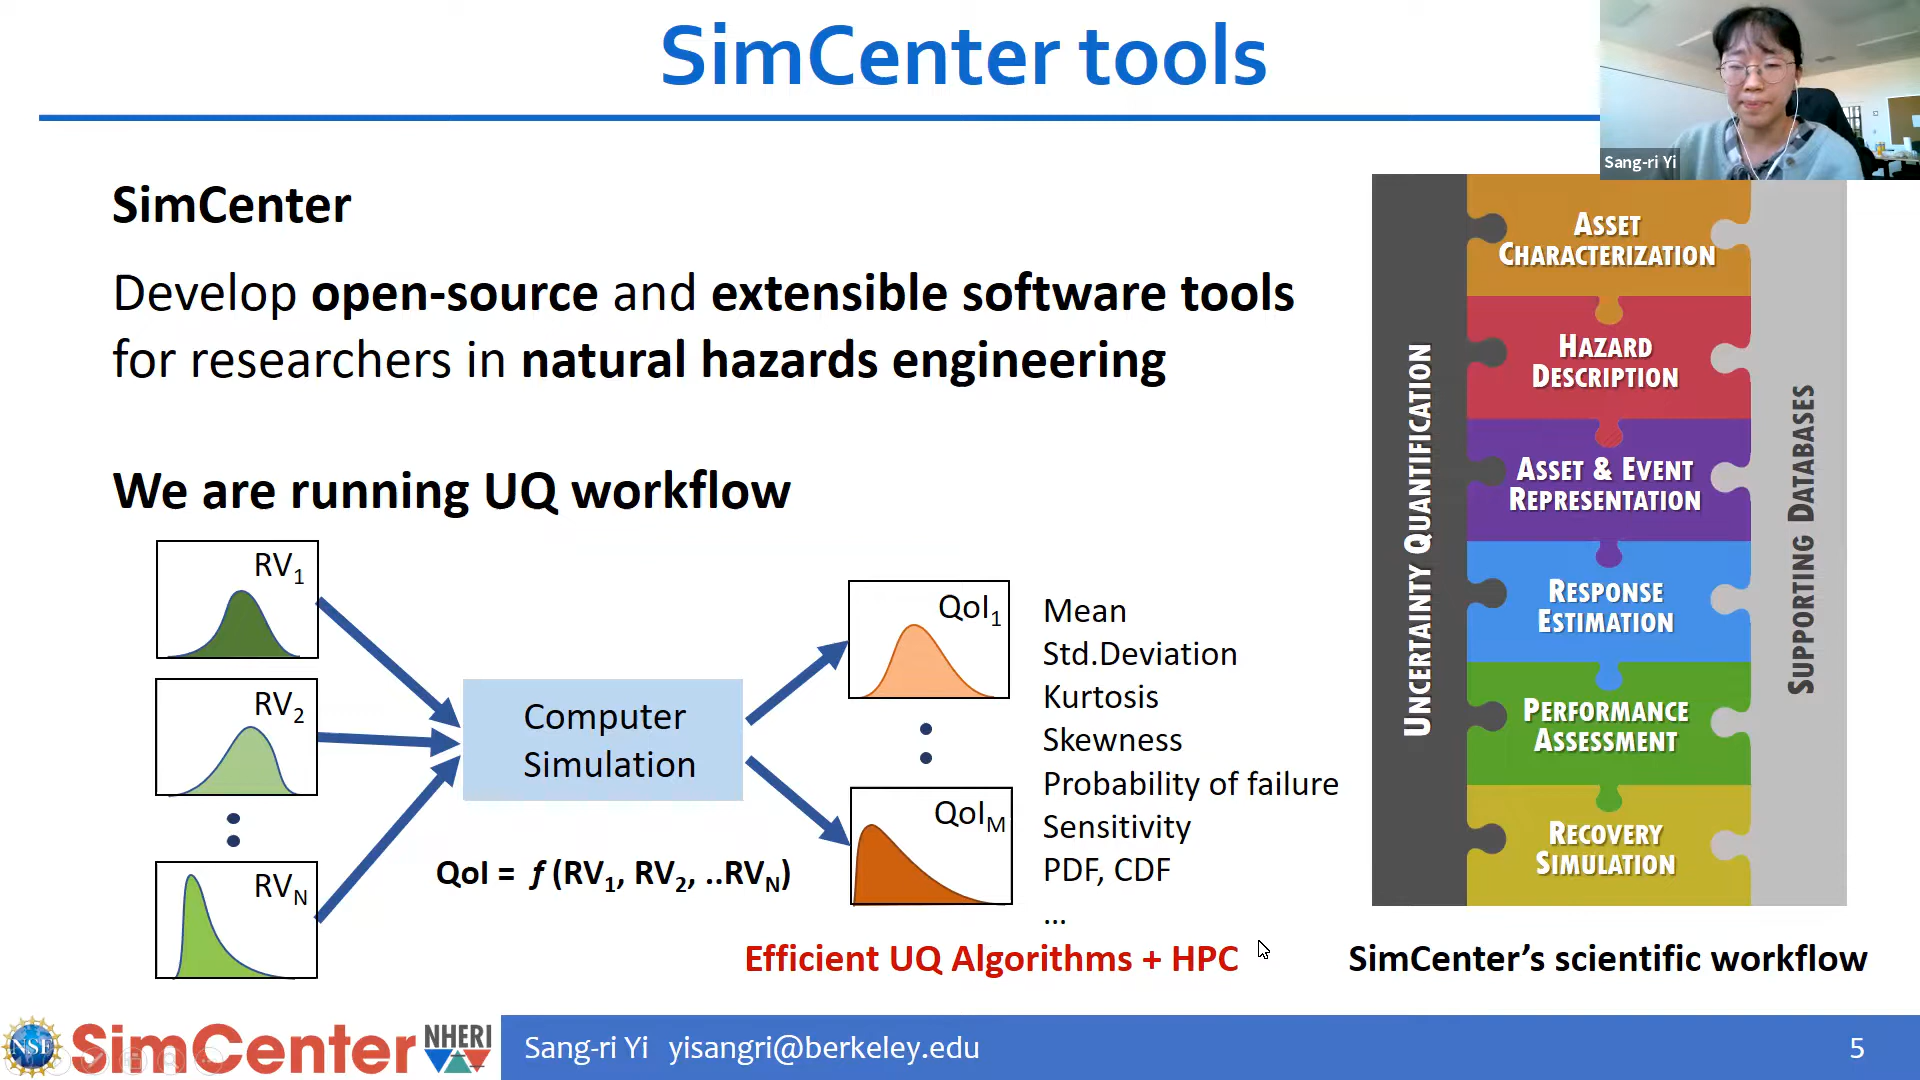 SimCenter tools
Sang-ri Yi
SimCenter
Develop open-source and extensible software tools
for researchers in natural hazards engineering
We are running UQ workflow
RV1
RV2
RVN
Computer
Simulation
QoI = f (RV1, RV2, ..RVN)
QoI1
QoIM
Mean
Std.Deviation
Kurtosis
Skewness
Probability of failure
Sensitivity
PDF, CDF
...
Efficient UQ Algorithms + HPC
UNCERTAINTY QUANTIFICATION
ASSET
CHARACTERIZATION
HAZARD
DESCRIPTION
ASSET & EVENT
REPRESENTATION
RESPONSE
ESTIMATION
PERFORMANCE
ASSESSMENT
RECOVERY
SIMULATION
SUPPORTING DATABASES
SimCenter's scientific workflow
NSF
SimCenter
NHERI
Sang-ri Yi yisangri@berkeley.edu
5